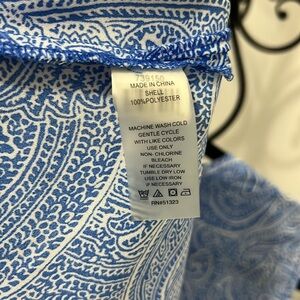 739150
MADE IN CHINA
SHELL:
100%POLYESTER
MACHINE WASH COLD
GENTLE CYCLE
WITH LIKE COLORS
USE ONLY
NON- CHLORINE
BLEACH
IF NECESSARY
TUMBLE DRY LOW
USE LOW IRON
IF NECESSARY
RN#51323